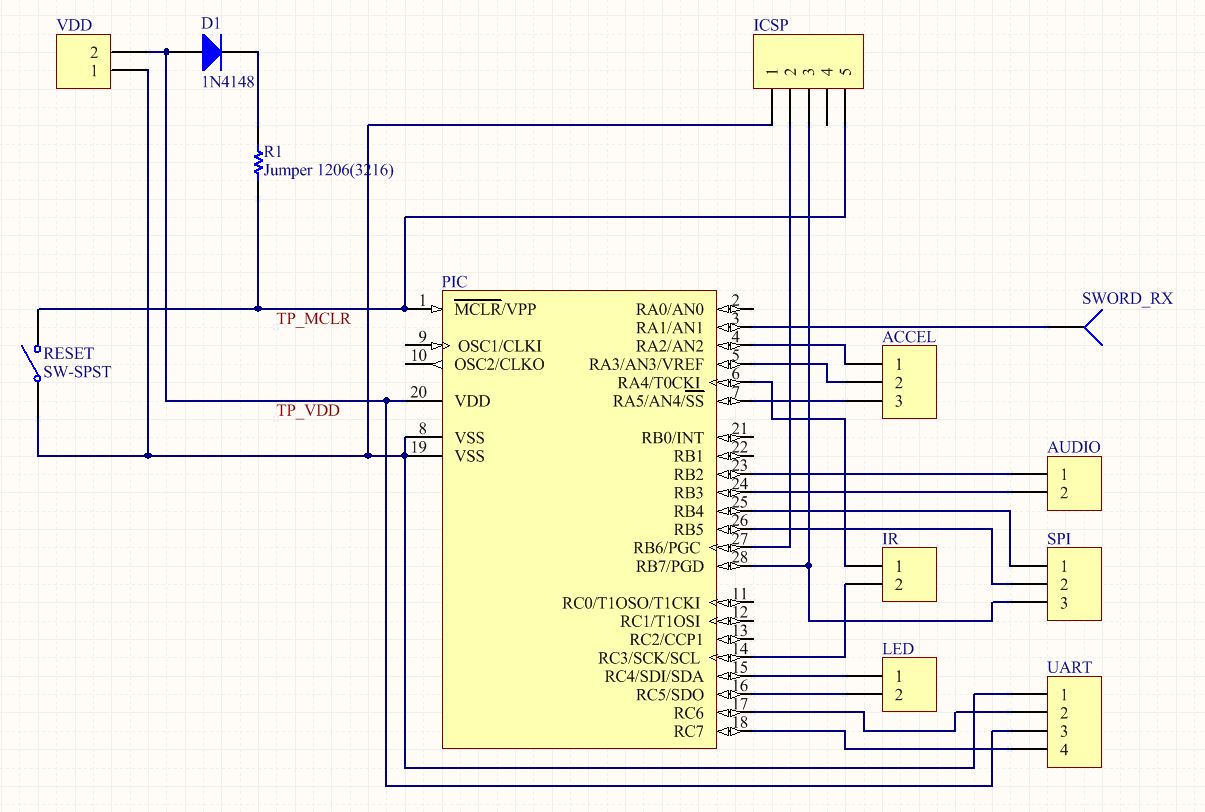 VDD
2
1
D1
1N4148
R1
Jumper 1206(3216)
ICSP
1 2 3 4 5
TP_MCLR
RESET
SW-SPST
TP_VDD
PIC
1 MCLR/VPP
9 OSC1/CLKI
10 OSC2/CLKO
20 VDD
8 VSS
19 VSS
RA0/AN0 2
RA1/AN1 3
RA2/AN2 4
RA3/AN3/VREF 5
RA4/T0CKI 6
RA5/AN4/SS 7
RB0/INT 21
RB1 22
RB2 23
RB3 24
RB4 25
RB5 26
RB6/PGC 27
RB7/PGD 28
RC0/T1OSO/T1CKI 11
RC1/T1OSI 12
RC2/CCP1 13
RC3/SCK/SCL 14
RC4/SDI/SDA 15
RC5/SDO 16
RC6 17
RC7 18
SWORD_RX
ACCEL
1
2
3
AUDIO
1
2
IR
1
2
SPI
1
2
3
LED
1
2
UART
1
2
3
4